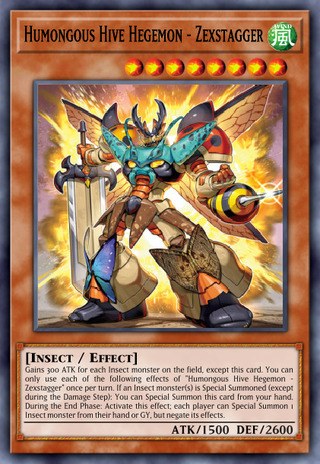 Humongous Hive Hegemon - Zexstagger
WIND
風
[Insect / Effect]
Gains 300 ATK for each Insect monster on the field, except this card. You can
only use each of the following effects of "Humongous Hive Hegemon -
Zexstagger" once per turn. If an Insect monster(s) is Special Summoned (except
during the Damage Step): You can Special Summon this card from your hand.
During the End Phase: Activate this effect; each player can Special Summon 1
Insect monster from their hand or GY, but negate its effects.
ATK/1500 DEF/2600